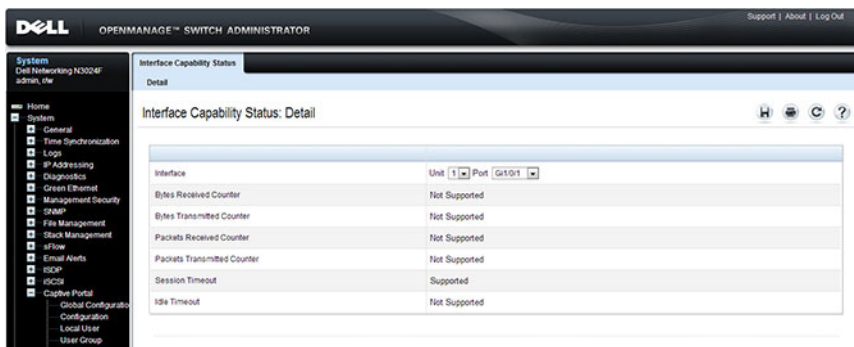 DELL
OPENMANAGE™ SWITCH ADMINISTRATOR
Support | About | Log Out
System
Dell Networking N3024F
admin, r/w
Interface Capability Status
Detail
Home
System
General
Time Synchronization
Logs
IP Addressing
Diagnostics
Green Ethernet
Management Security
SNMP
File Management
Stack Management
sFlow
Email Alerts
ISDP
iSCSI
Captive Portal
Global Configuratio
Configuration
Local User
User Group
Interface Capability Status: Detail
Interface Unit 1 Port Gi1/0/1
Bytes Received Counter Not Supported
Bytes Transmitted Counter Not Supported
Packets Received Counter Not Supported
Packets Transmitted Counter Not Supported
Session Timeout Supported
Idle Timeout Not Supported